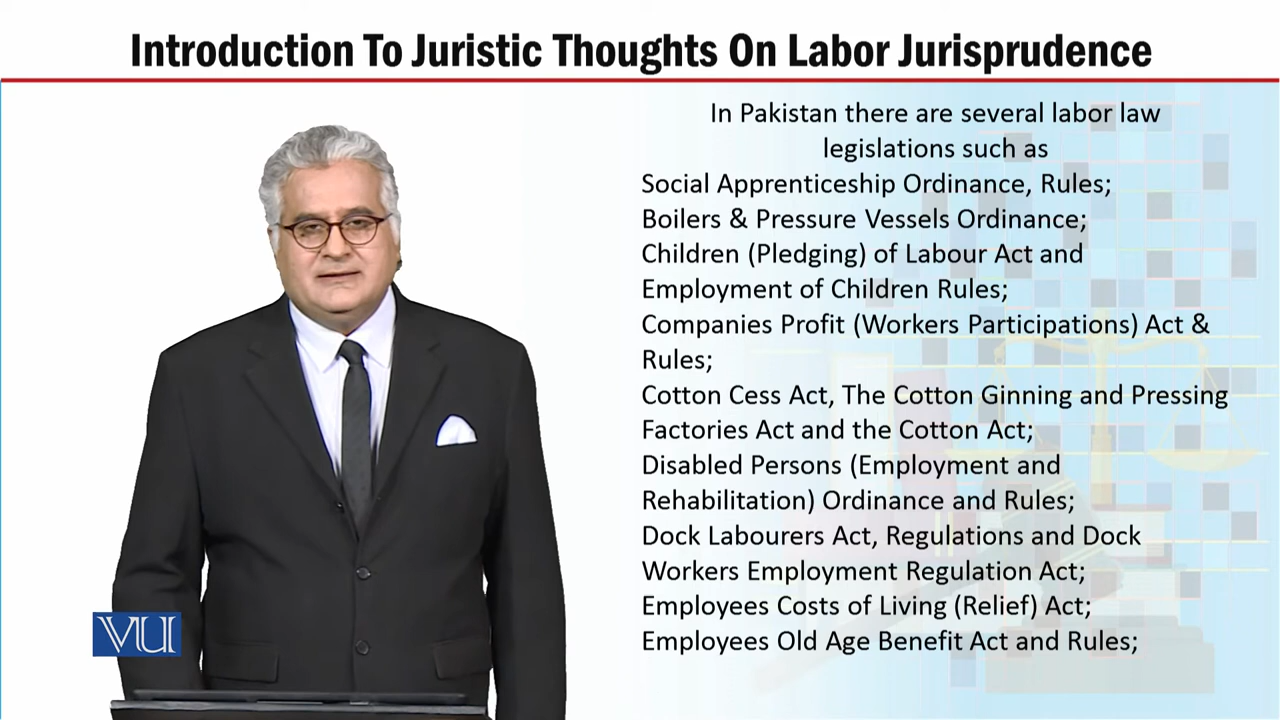 Introduction To Juristic Thoughts On Labor Jurisprudence
In Pakistan there are several labor law
legislations such as
Social Apprenticeship Ordinance, Rules;
Boilers & Pressure Vessels Ordinance;
Children (Pledging) of Labour Act and
Employment of Children Rules;
Companies Profit (Workers Participations) Act &
Rules;
Cotton Cess Act, The Cotton Ginning and Pressing
Factories Act and the Cotton Act;
Disabled Persons (Employment and
Rehabilitation) Ordinance and Rules;
Dock Labourers Act, Regulations and Dock
Workers Employment Regulation Act;
Employees Costs of Living (Relief) Act;
Employees Old Age Benefit Act and Rules;
VU